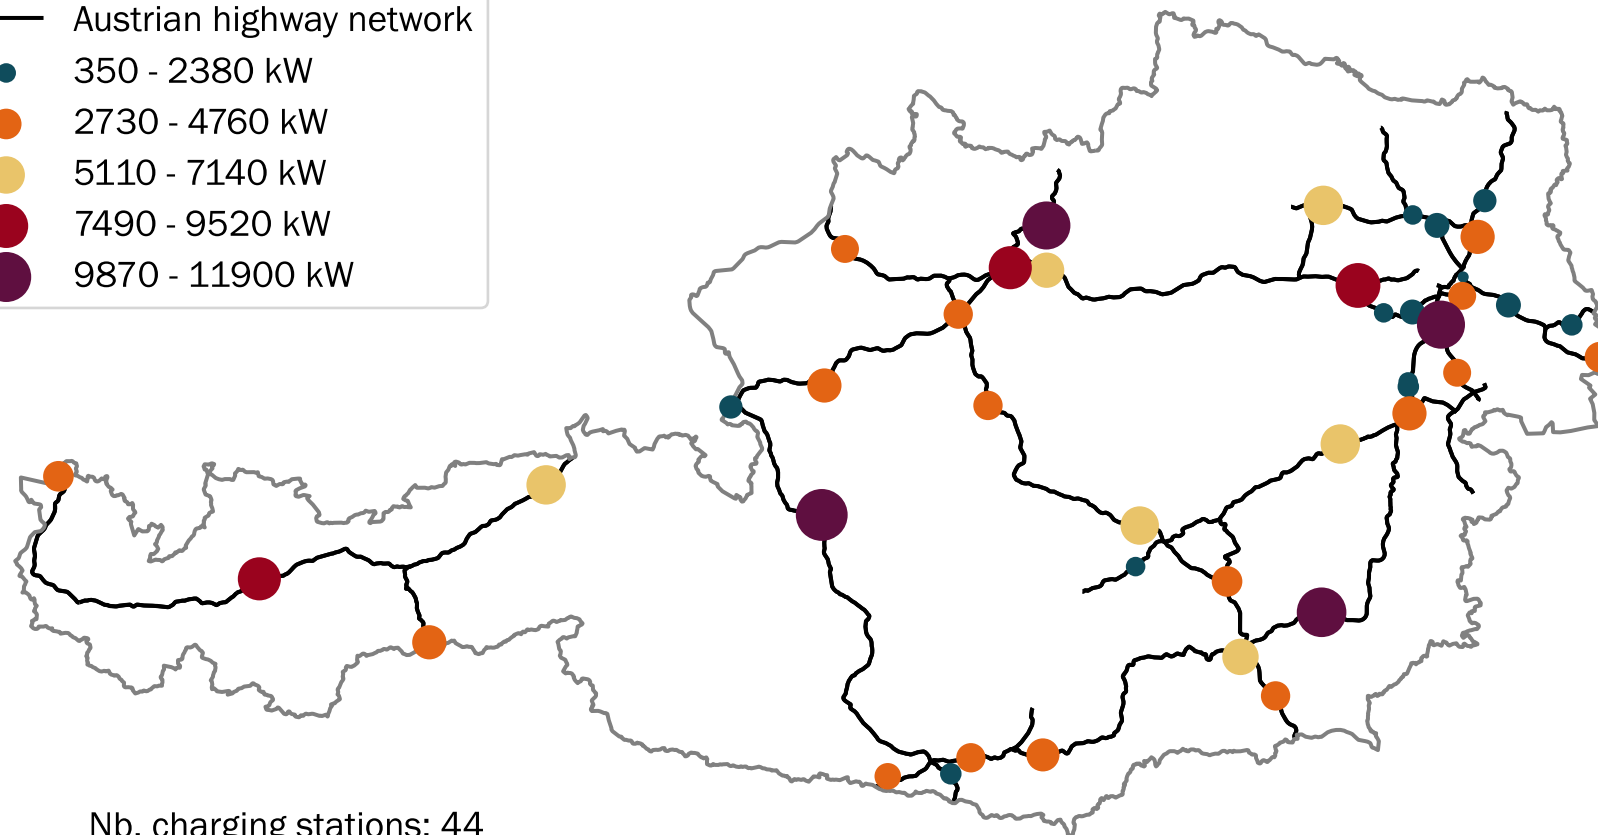 Austrian highway network
350 - 2380 kW
2730 - 4760 kW
5110 - 7140 kW
7490 - 9520 kW
9870 - 11900 kW
Nb. charging stations: 44